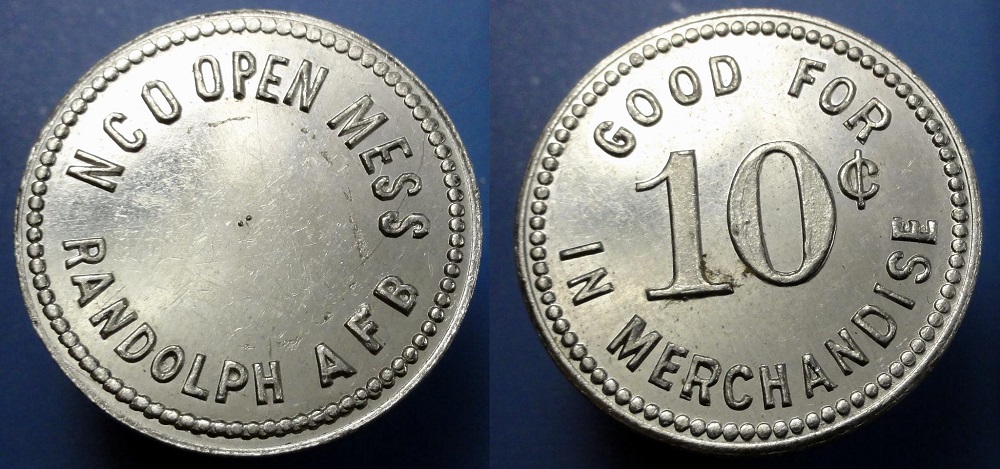 NCO OPEN MESS
RANDOLPH AFB
GOOD FOR
10¢
IN MERCHANDISE